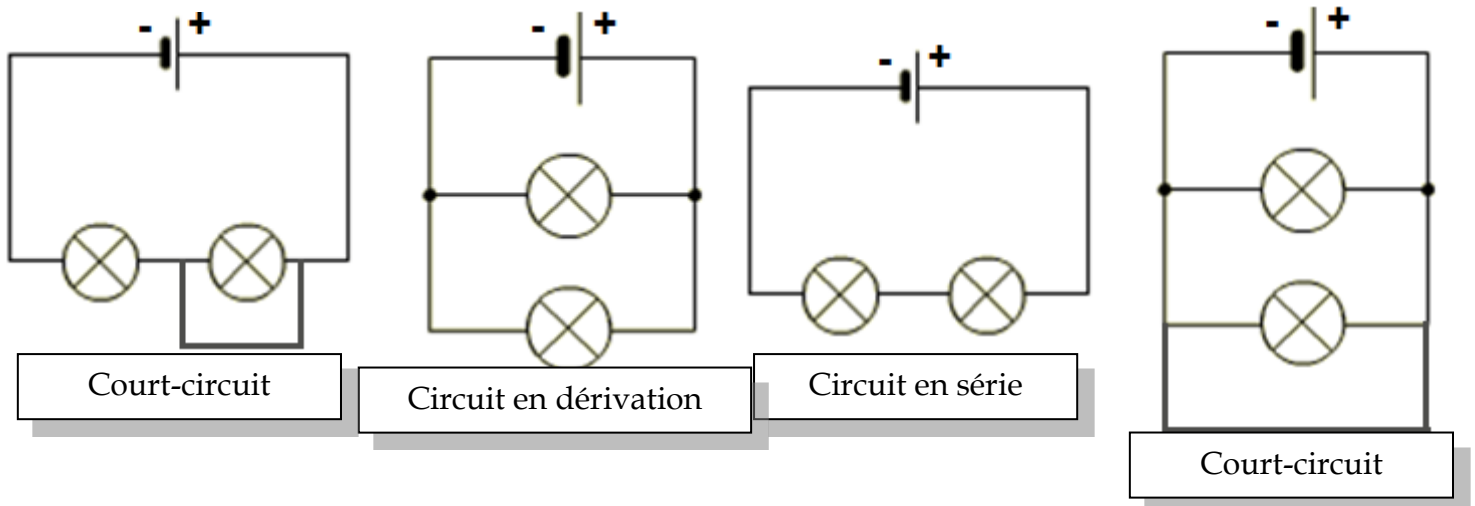 - +
- +
- +
- +
Court-circuit
Circuit en dérivation
Circuit en série
Court-circuit